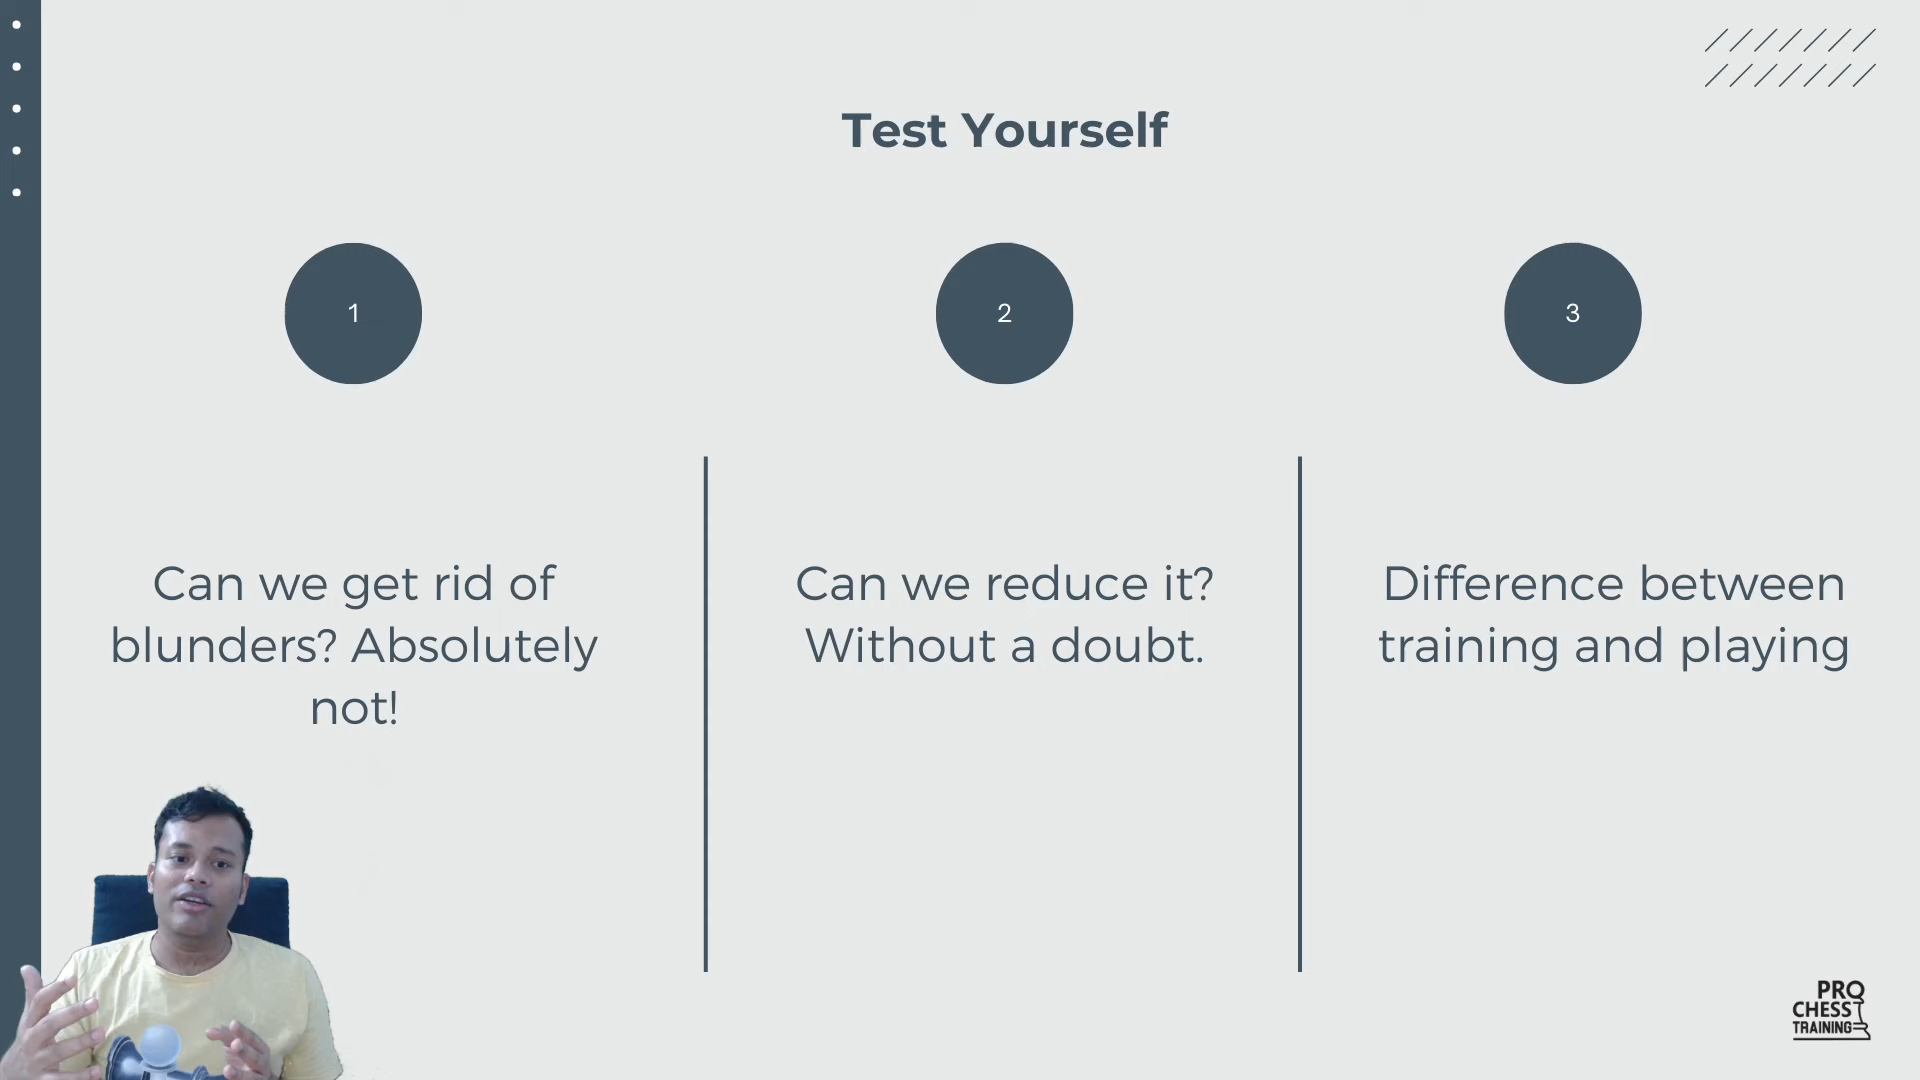 Test Yourself
1
2
3
Can we get rid of
blunders? Absolutely
not!
Can we reduce it?
Without a doubt.
Difference between
training and playing
PRO
CHESS
TRAINING